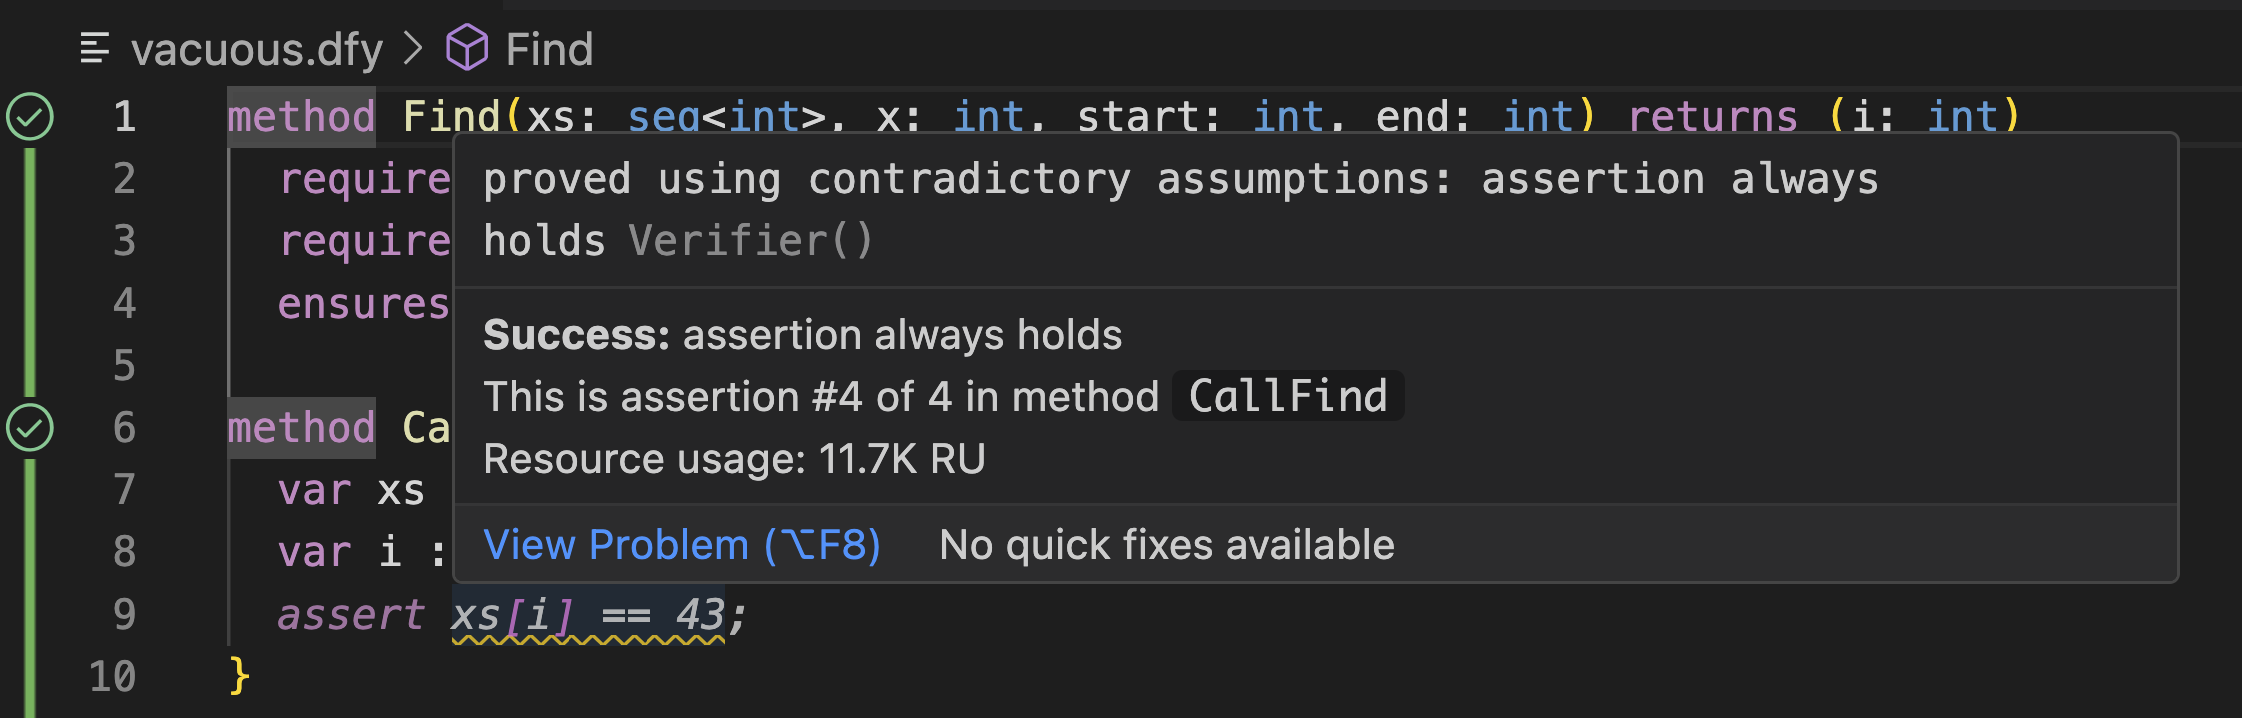 vacuous.dfy > Find
1 method Find(xs: seq<int>, x: int, start: int, end: int) returns (i: int)
2 require
proved using contradictory assumptions: assertion always
3 require
holds Verifier()
4 ensures
Success: assertion always holds
5
This is assertion #4 of 4 in method CallFind
6 method Ca
Resource usage: 11.7K RU
7 var xs
8 var i :
View Problem (⌥F8) No quick fixes available
9 assert xs[i] == 43;
10 }